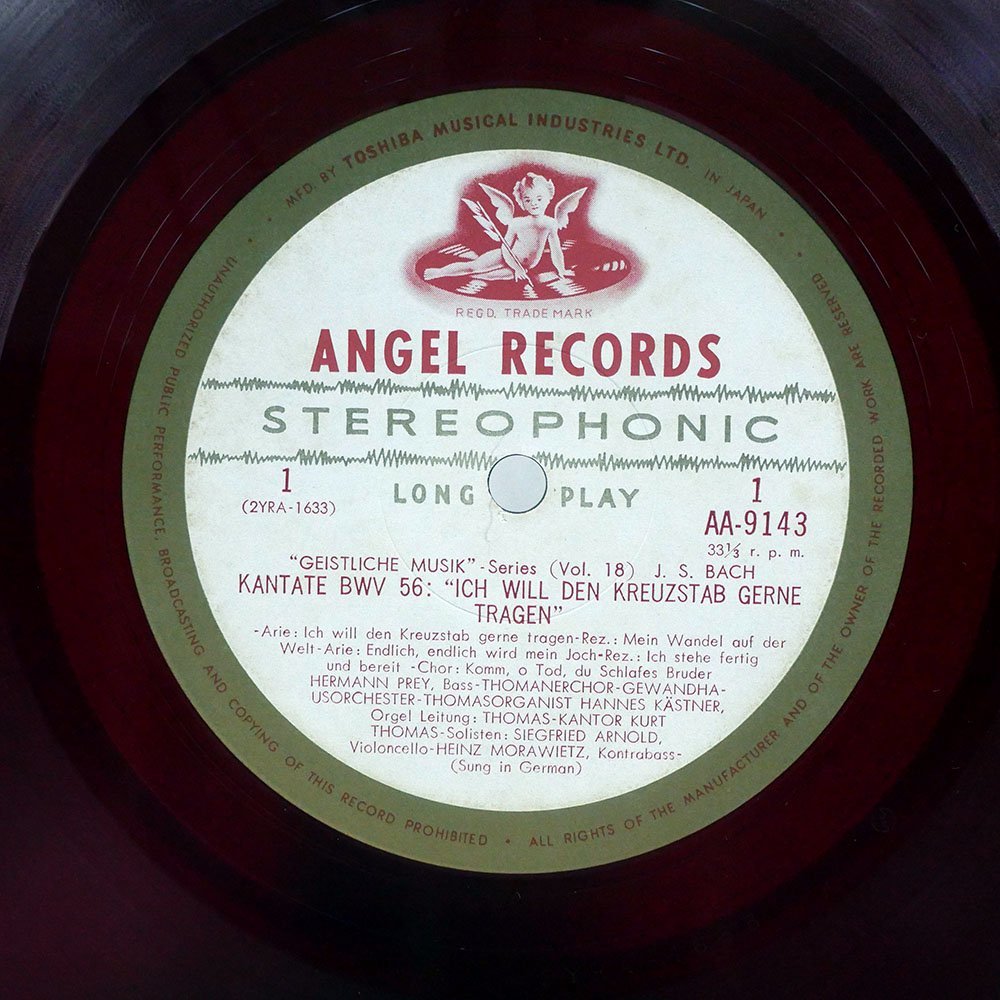 • MFD. BY TOSHIBA MUSICAL INDUSTRIES LTD. IN JAPAN •
REGD. TRADE MARK
ANGEL RECORDS
STEREOPHONIC
LONG PLAY
1
(2YRA-1633)
1
AA-9143
33⅓ r. p. m.
"GEISTLICHE MUSIK"-Series (Vol. 18) J. S. BACH
KANTATE BWV 56: "ICH WILL DEN KREUZSTAB GERNE
TRAGEN"
-Arie: Ich will den Kreuzstab gerne tragen-Rez.: Mein Wandel auf der
Welt-Arie: Endlich, endlich wird mein Joch-Rez.: Ich stehe fertig
und bereit -Chor: Komm, o Tod, du Schlafes Bruder
HERMANN PREY, Bass-THOMANERCHOR-GEWANDHA-
USORCHESTER-THOMASORGANIST HANNES KÄSTNER,
Orgel Leitung: THOMAS-KANTOR KURT
THOMAS-Solisten: SIEGFRIED ARNOLD,
Violoncello-HEINZ MORAWIETZ, Kontrabass-
(Sung in German)
UNAUTHORIZED PUBLIC PERFORMANCE, BROADCASTING AND COPYING OF THIS RECORD PROHIBITED • ALL RIGHTS OF THE MANUFACTURER AND OF THE OWNER OF THE RECORDED WORK ARE RESERVED